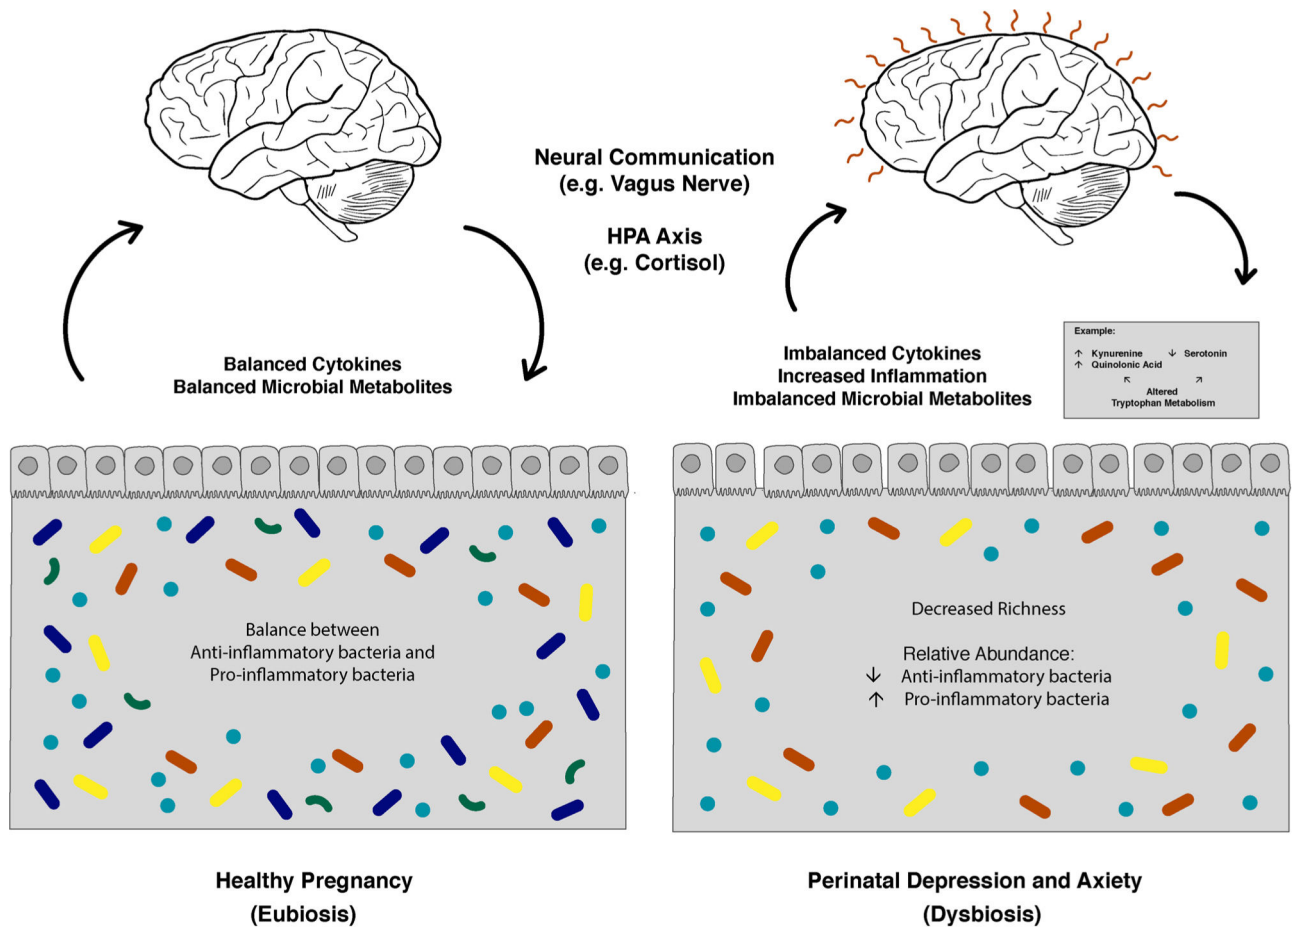 Neural Communication
(e.g. Vagus Nerve)
HPA Axis
(e.g. Cortisol)
Balanced Cytokines
Balanced Microbial Metabolites
Imbalanced Cytokines
Increased Inflammation
Imbalanced Microbial Metabolites
Example:
↑ Kynurenine ↓ Serotonin
↑ Quinolonic Acid
↖ ↗
Altered
Tryptophan Metabolism
Balance between
Anti-inflammatory bacteria and
Pro-inflammatory bacteria
Decreased Richness
Relative Abundance:
↓ Anti-inflammatory bacteria
↑ Pro-inflammatory bacteria
Healthy Pregnancy
(Eubiosis)
Perinatal Depression and Axiety
(Dysbiosis)